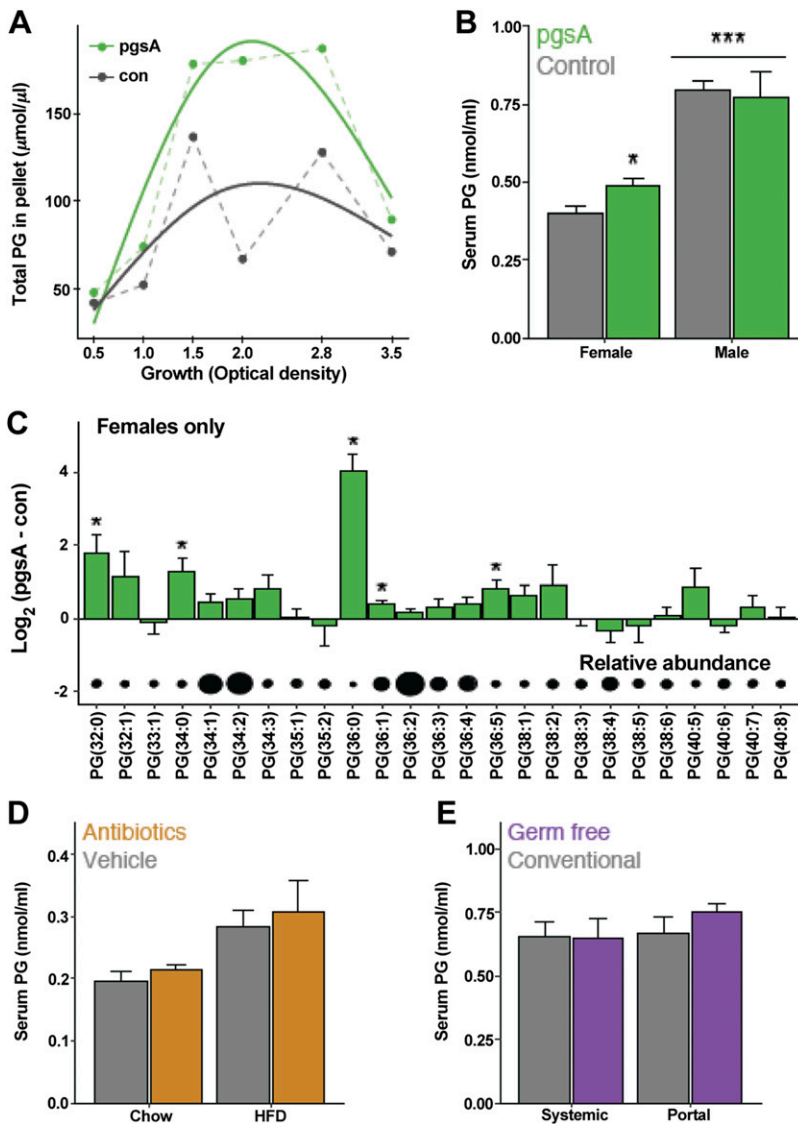 A
pgsA
con
Total PG in pellet (μmol/μl)
150
100
50
0.5 1.0 1.5 2.0 2.8 3.5
Growth (Optical density)
B
pgsA
Control
***
*
Serum PG (nmol/ml)
1.00
0.75
0.50
0.25
0.00
Female Male
C
Females only
Log2 (pgsA - con)
4
2
0
-2
* * * * *
Relative abundance
PG(32:0)
PG(32:1)
PG(33:1)
PG(34:0)
PG(34:1)
PG(34:2)
PG(34:3)
PG(35:1)
PG(35:2)
PG(36:0)
PG(36:1)
PG(36:2)
PG(36:3)
PG(36:4)
PG(36:5)
PG(38:1)
PG(38:2)
PG(38:3)
PG(38:4)
PG(38:5)
PG(38:6)
PG(40:5)
PG(40:6)
PG(40:7)
PG(40:8)
D
Antibiotics
Vehicle
Serum PG (nmol/ml)
0.4
0.3
0.2
0.1
0.0
Chow HFD
E
Germ free
Conventional
Serum PG (nmol/ml)
1.00
0.75
0.50
0.25
0.00
Systemic Portal